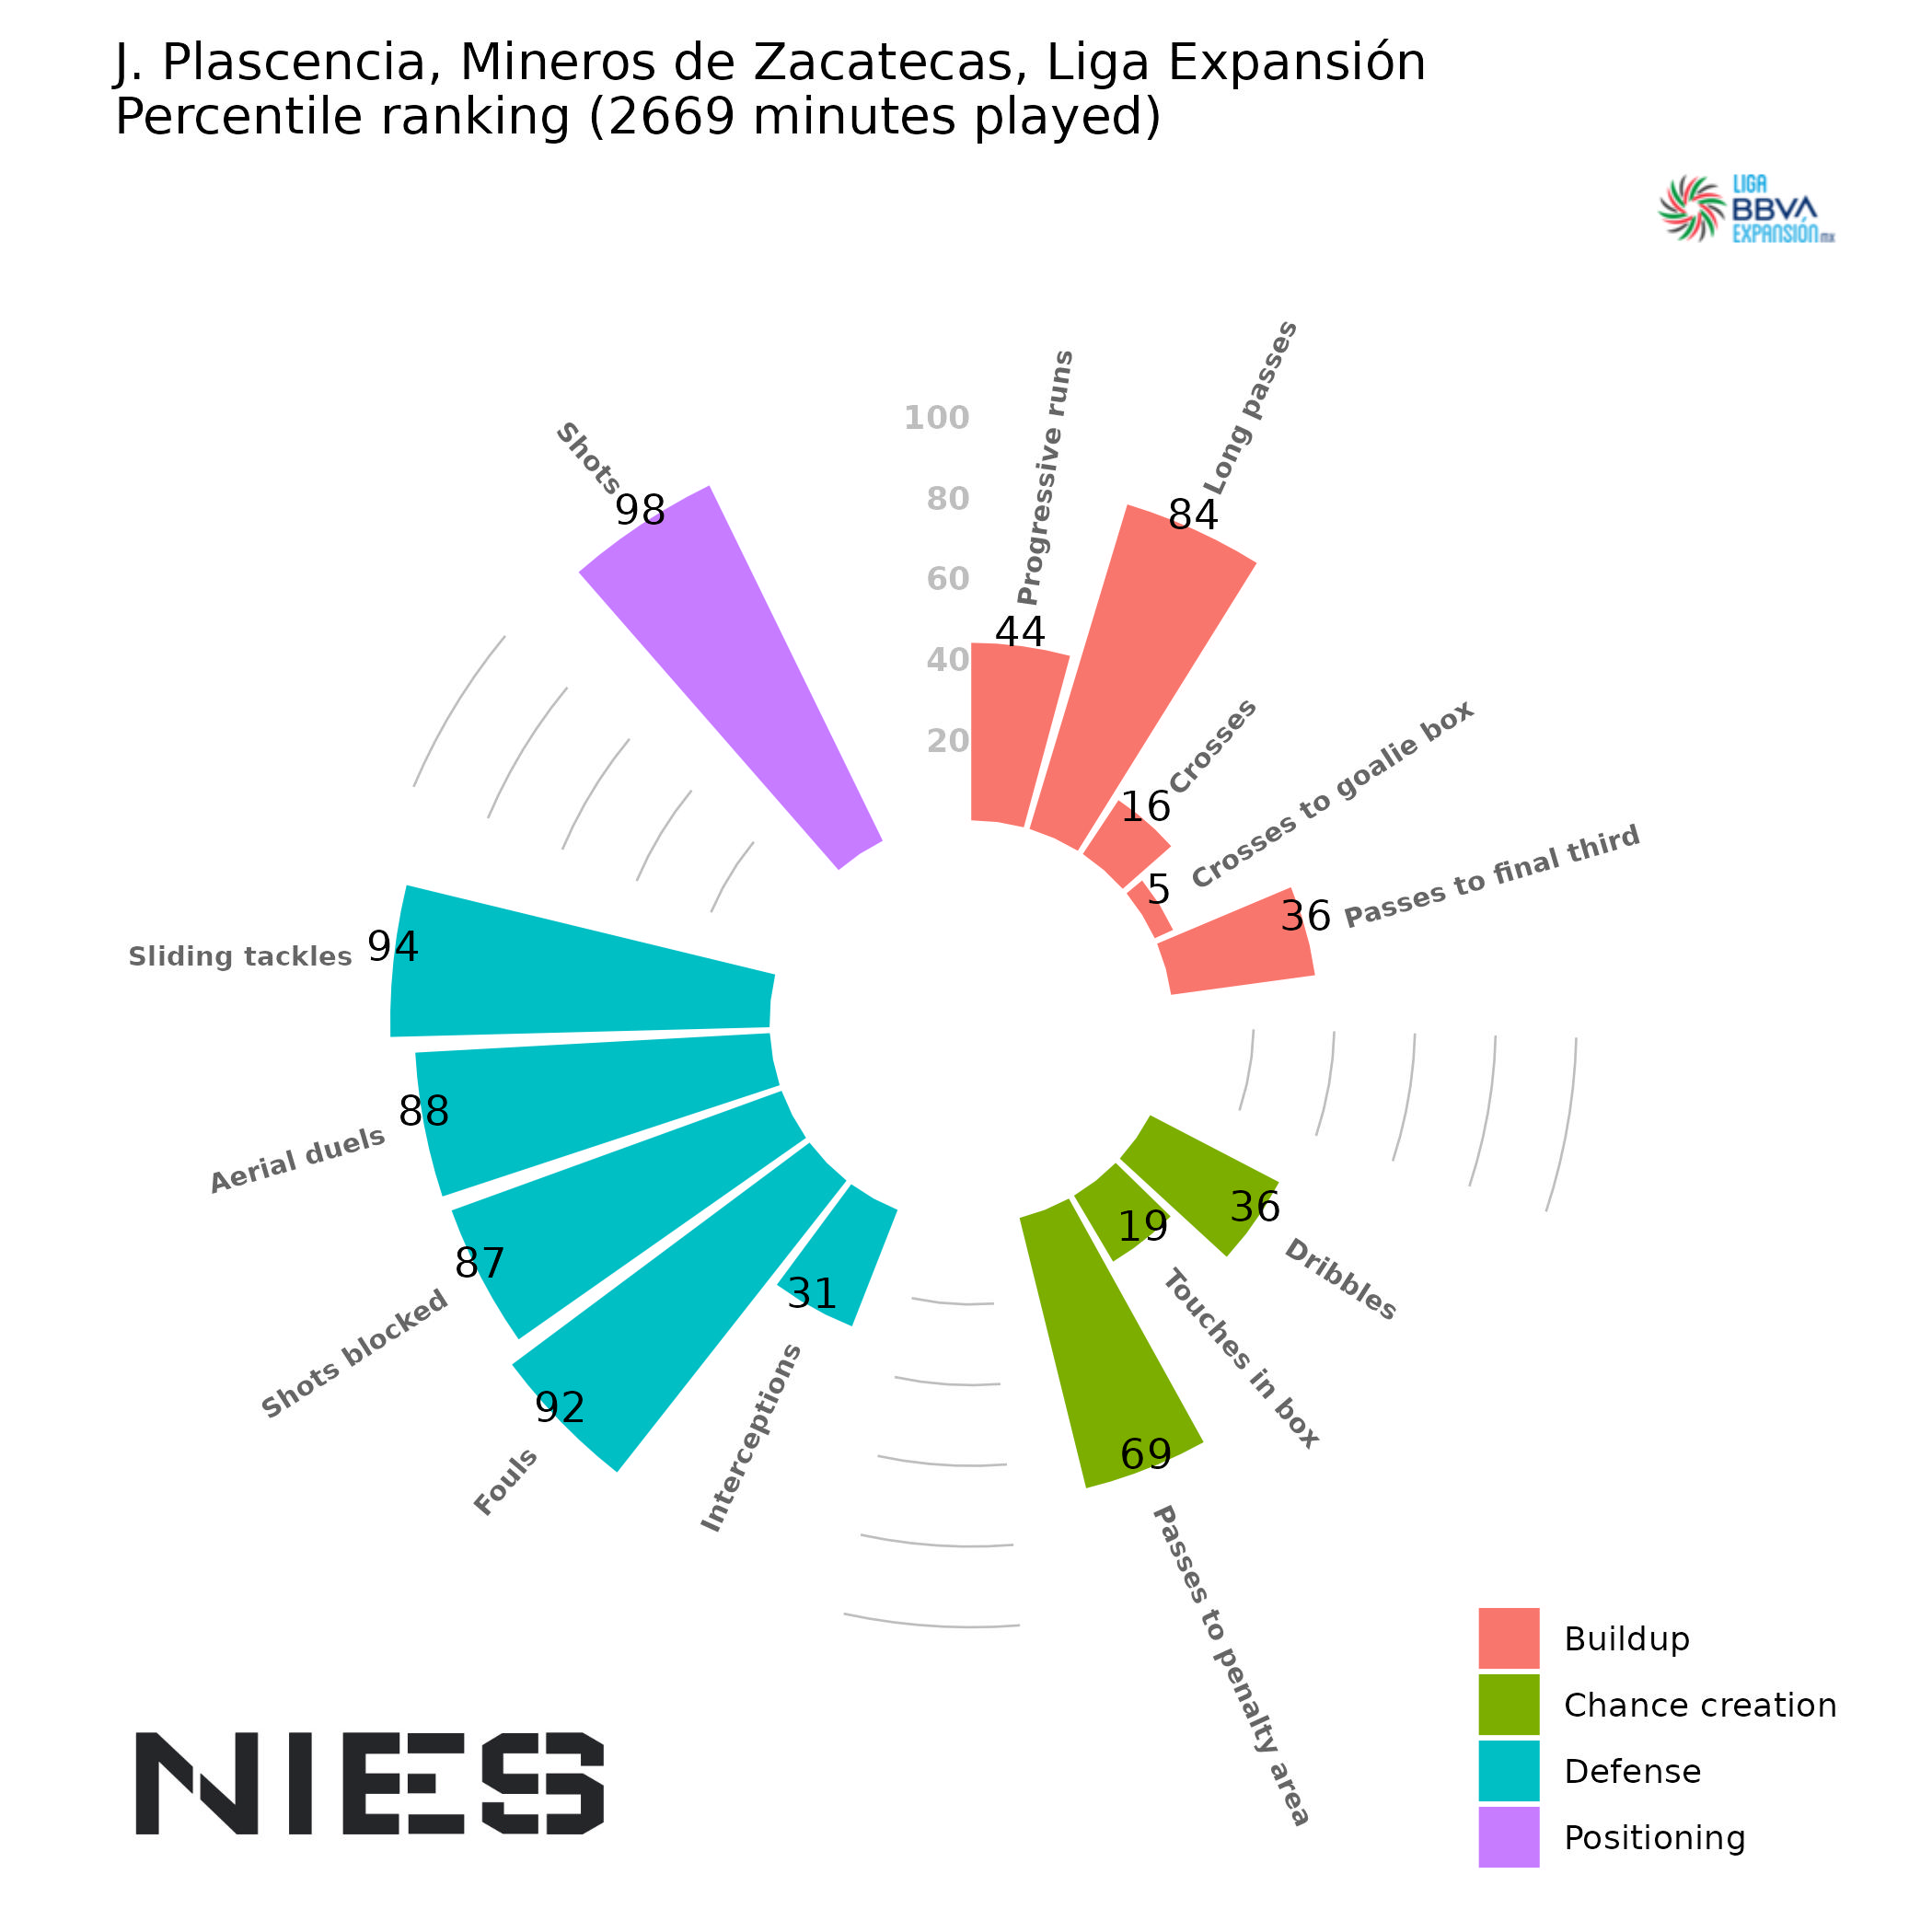 J. Plascencia, Mineros de Zacatecas, Liga Expansión
Percentile ranking (2669 minutes played)
LIGA
BBVA
EXPANSIÓN MX
100
80
60
40
20
Progressive runs
44
Long passes
84
Crosses
16
Crosses to goalie box
5
Passes to final third
36
Dribbles
36
Touches in box
19
Passes to penalty area
69
Interceptions
31
Fouls
92
Shots blocked
87
Aerial duels
88
Sliding tackles
94
Shots
98
Buildup
Chance creation
Defense
Positioning
NIES